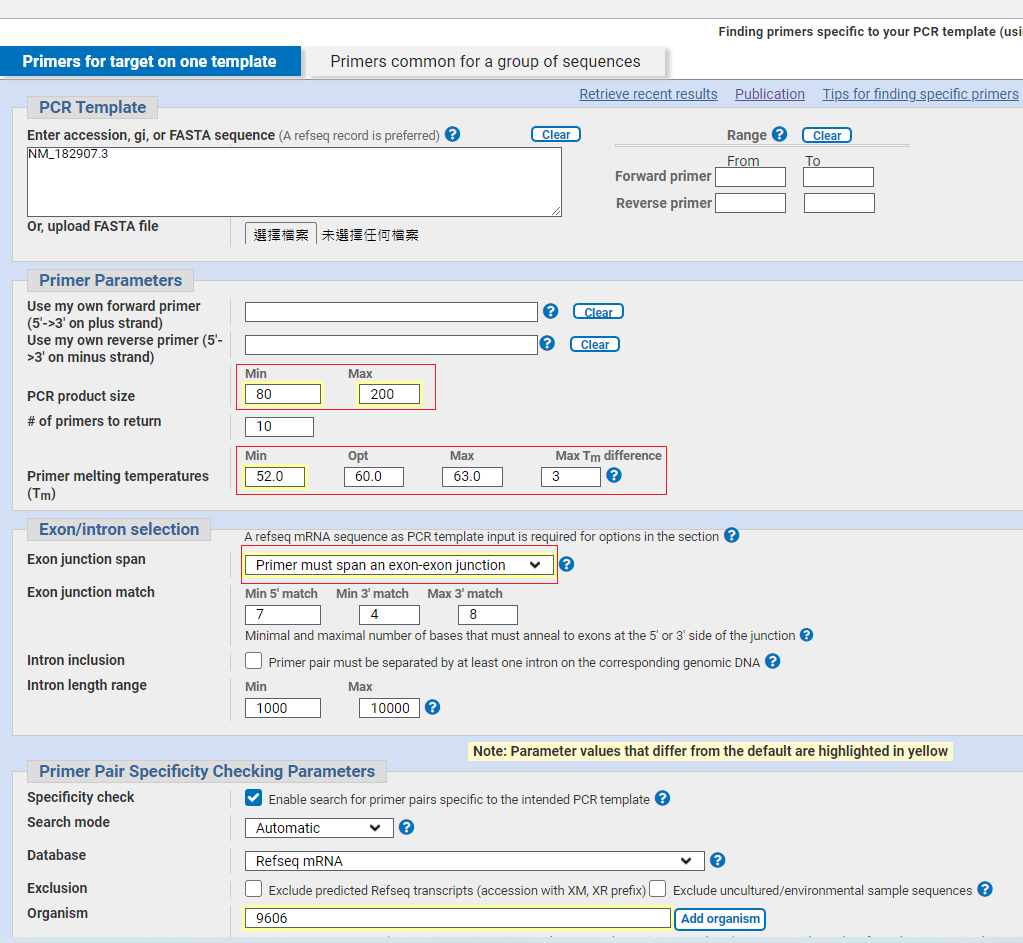 Finding primers specific to your PCR template (usi
Primers for target on one template
Primers common for a group of sequences
Retrieve recent results Publication Tips for finding specific primers
PCR Template
Enter accession, gi, or FASTA sequence (A refseq record is preferred) ? Clear
Range ? Clear
NM_182907.3
From To
Forward primer
Reverse primer
Or, upload FASTA file 選擇檔案 未選擇任何檔案
Primer Parameters
Use my own forward primer
(5'->3' on plus strand) ? Clear
Use my own reverse primer (5'-
>3' on minus strand) ? Clear
Min Max
PCR product size 80 200
# of primers to return 10
Min Opt Max Max Tm difference
Primer melting temperatures
(Tm) 52.0 60.0 63.0 3 ?
Exon/intron selection
A refseq mRNA sequence as PCR template input is required for options in the section ?
Exon junction span Primer must span an exon-exon junction ?
Exon junction match Min 5' match Min 3' match Max 3' match
7 4 8
Minimal and maximal number of bases that must anneal to exons at the 5' or 3' side of the junction ?
Intron inclusion Primer pair must be separated by at least one intron on the corresponding genomic DNA ?
Intron length range Min Max
1000 10000 ?
Note: Parameter values that differ from the default are highlighted in yellow
Primer Pair Specificity Checking Parameters
Specificity check Enable search for primer pairs specific to the intended PCR template ?
Search mode Automatic ?
Database Refseq mRNA ?
Exclusion Exclude predicted Refseq transcripts (accession with XM, XR prefix) Exclude uncultured/environmental sample sequences ?
Organism 9606 Add organism